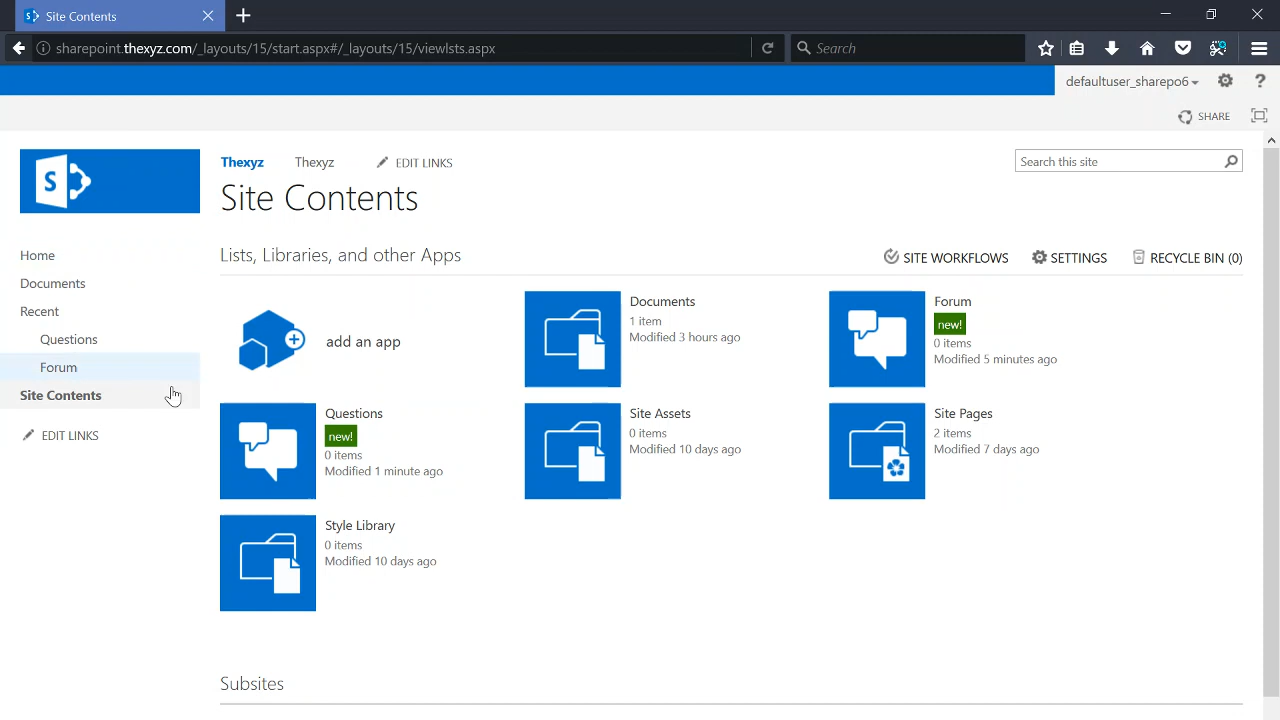 Site Contents
sharepoint.thexyz.com/_layouts/15/start.aspx#/_layouts/15/viewlsts.aspx
Search
defaultuser_sharepo6
?
SHARE
S
Thexyz Thexyz EDIT LINKS
Search this site
Site Contents
Home
Documents
Recent
Questions
Forum
Site Contents
EDIT LINKS
Lists, Libraries, and other Apps
SITE WORKFLOWS SETTINGS RECYCLE BIN (0)
add an app
Documents
1 item
Modified 3 hours ago
Forum
new!
0 items
Modified 5 minutes ago
Questions
new!
0 items
Modified 1 minute ago
Site Assets
0 items
Modified 10 days ago
Site Pages
2 items
Modified 7 days ago
Style Library
0 items
Modified 10 days ago
Subsites